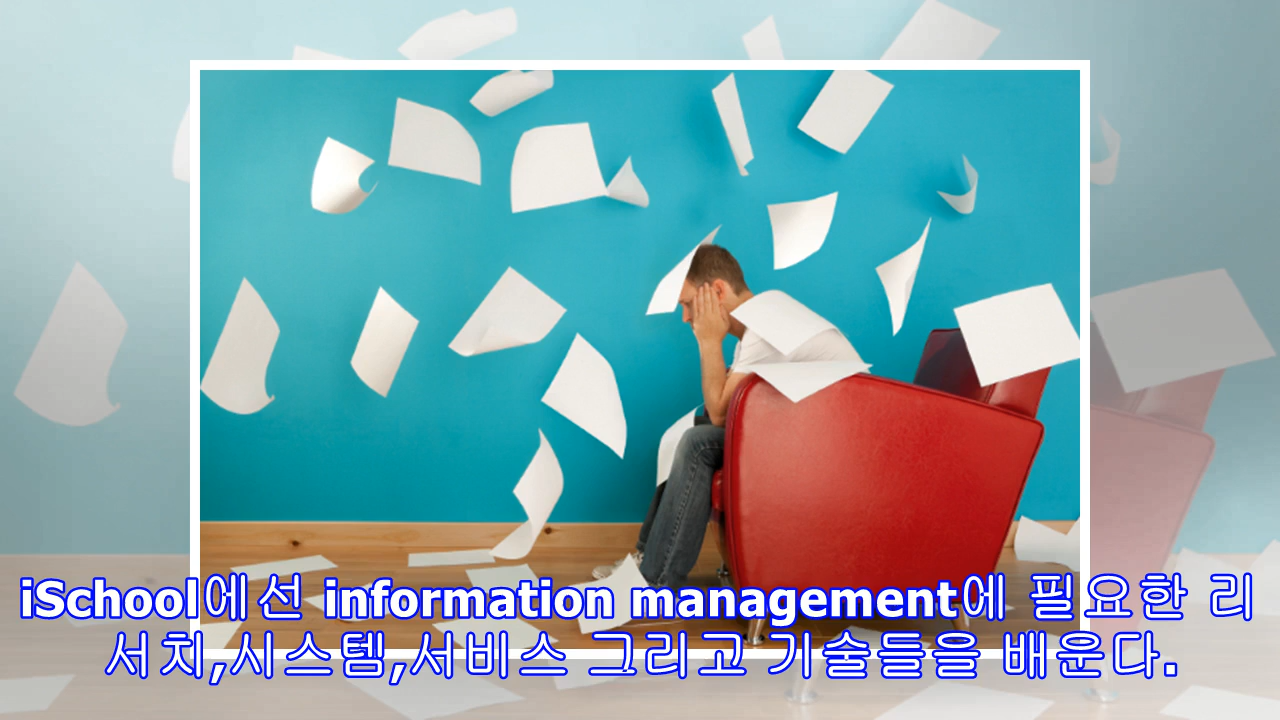 iSchool에선 information management에 필요한 리
서치,시스템,서비스 그리고 기술들을 배운다.